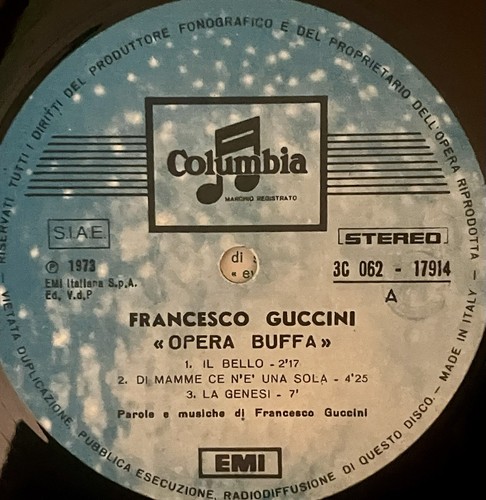 RISERVATI TUTTI I DIRITTI DEL PRODUTTORE FONOGRAFICO E DEL PROPRIETARIO DELL'OPERA RIPRODOTTA - MADE IN ITALY -
VIETATA DUPLICAZIONE, PUBBLICA ESECUZIONE, RADIODIFFUSIONE DI QUESTO DISCO.
Columbia
MARCHIO REGISTRATO
S.I.A.E.
STEREO
di
« e
℗ 1973
EMI Italiana S.p.A.
Ed. V.d.P
3C 062 - 17914
A
FRANCESCO GUCCINI
« OPERA BUFFA »
1. IL BELLO - 2'17
2. DI MAMME CE N'E' UNA SOLA - 4'25
3. LA GENESI - 7'
Parole e musiche di Francesco Guccini
EMI